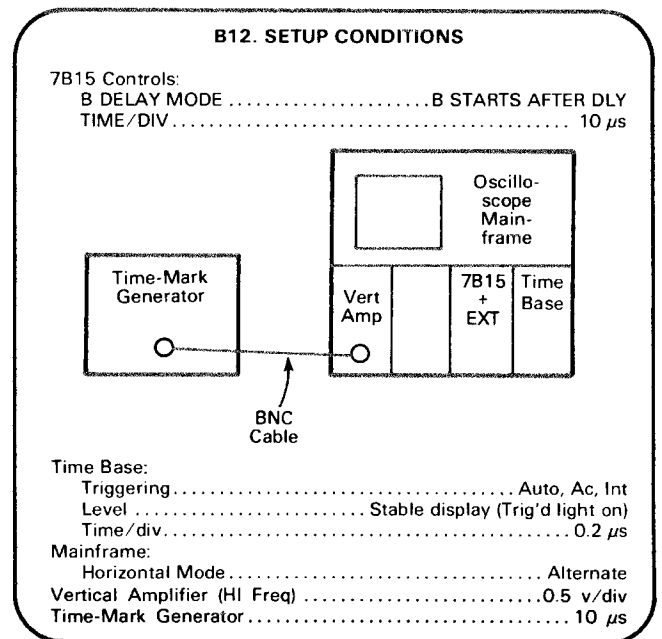 B12. SETUP CONDITIONS
7B15 Controls:
B DELAY MODE ........................ B STARTS AFTER DLY
TIME/DIV ........................................ 10 μs
Oscillo-
scope
Main-
frame
Time-Mark
Generator
Vert
Amp
7B15
+
EXT
Time
Base
BNC
Cable
Time Base:
Triggering ........................................ Auto, Ac, Int
Level ........................ Stable display (Trig'd light on)
Time/div ........................................ 0.2 μs
Mainframe:
Horizontal Mode ........................................ Alternate
Vertical Amplifier (HI Freq) ........................ 0.5 v/div
Time-Mark Generator ........................................ 10 μs